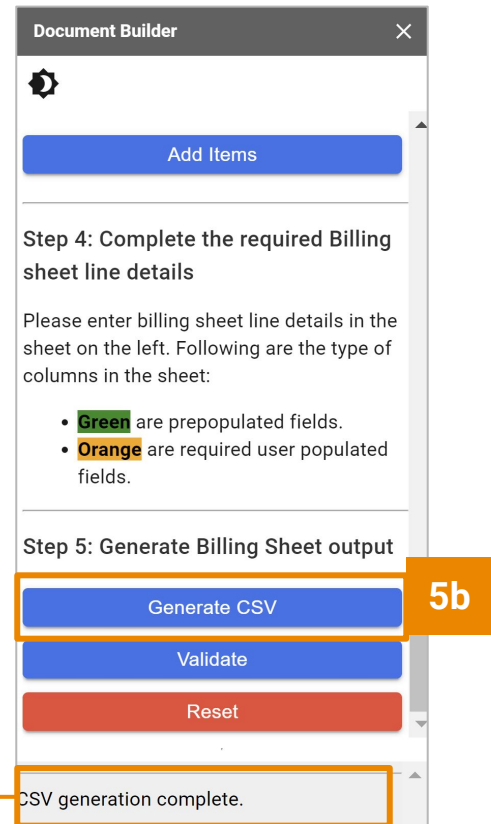 Document Builder
Add Items
Step 4: Complete the required Billing
sheet line details
Please enter billing sheet line details in the
sheet on the left. Following are the type of
columns in the sheet:
• Green are prepopulated fields.
• Orange are required user populated
fields.
Step 5: Generate Billing Sheet output
Generate CSV
5b
Validate
Reset
CSV generation complete.